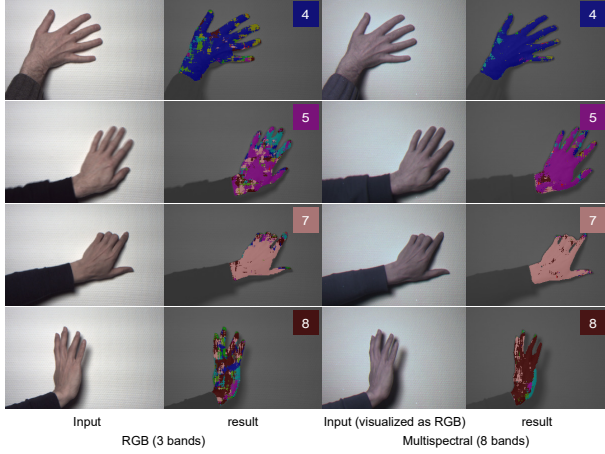 4
4
5
5
7
7
8
8
Input
result
Input (visualized as RGB)
result
RGB (3 bands)
Multispectral (8 bands)